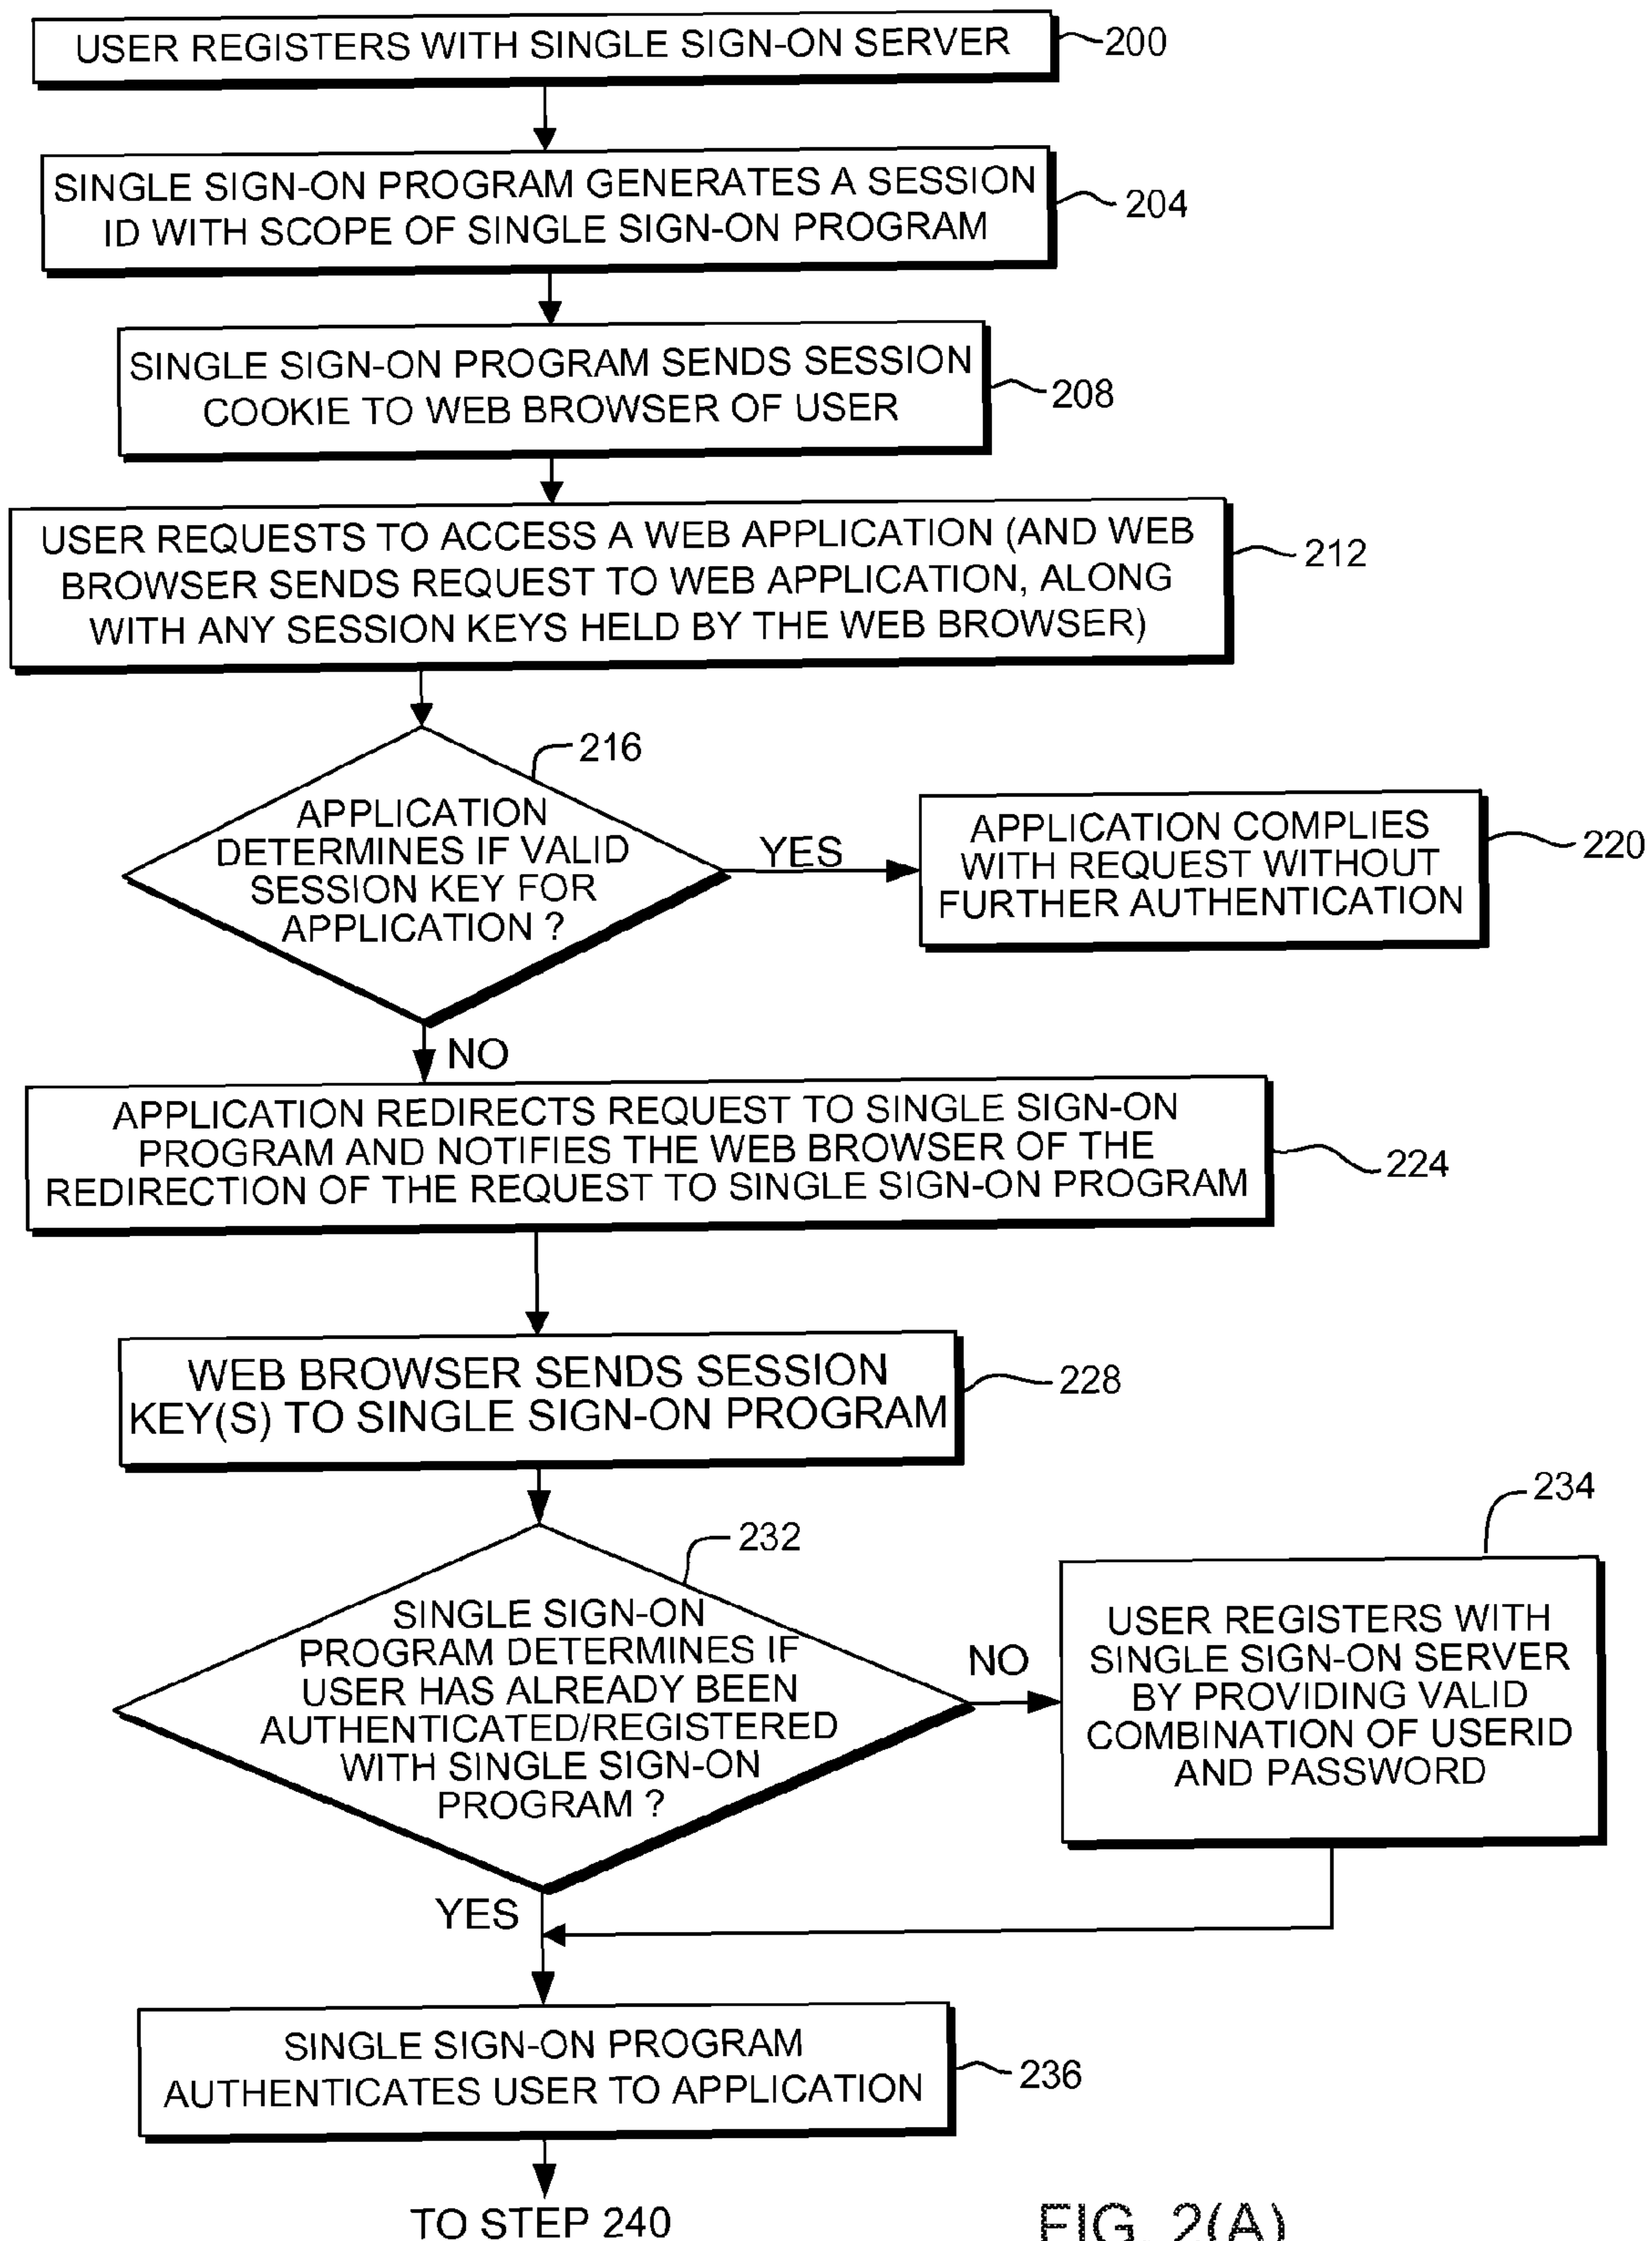 USER REGISTERS WITH SINGLE SIGN-ON SERVER
200
SINGLE SIGN-ON PROGRAM GENERATES A SESSION
ID WITH SCOPE OF SINGLE SIGN-ON PROGRAM
204
SINGLE SIGN-ON PROGRAM SENDS SESSION
COOKIE TO WEB BROWSER OF USER
208
USER REQUESTS TO ACCESS A WEB APPLICATION (AND WEB
BROWSER SENDS REQUEST TO WEB APPLICATION, ALONG
WITH ANY SESSION KEYS HELD BY THE WEB BROWSER)
212
216
APPLICATION
DETERMINES IF VALID
SESSION KEY FOR
APPLICATION ?
YES
APPLICATION COMPLIES
WITH REQUEST WITHOUT
FURTHER AUTHENTICATION
220
NO
APPLICATION REDIRECTS REQUEST TO SINGLE SIGN-ON
PROGRAM AND NOTIFIES THE WEB BROWSER OF THE
REDIRECTION OF THE REQUEST TO SINGLE SIGN-ON PROGRAM
224
WEB BROWSER SENDS SESSION
KEY(S) TO SINGLE SIGN-ON PROGRAM
228
232
SINGLE SIGN-ON
PROGRAM DETERMINES IF
USER HAS ALREADY BEEN
AUTHENTICATED/REGISTERED
WITH SINGLE SIGN-ON
PROGRAM ?
NO
234
USER REGISTERS WITH
SINGLE SIGN-ON SERVER
BY PROVIDING VALID
COMBINATION OF USERID
AND PASSWORD
YES
SINGLE SIGN-ON PROGRAM
AUTHENTICATES USER TO APPLICATION
236
TO STEP 240
FIG. 2(A)